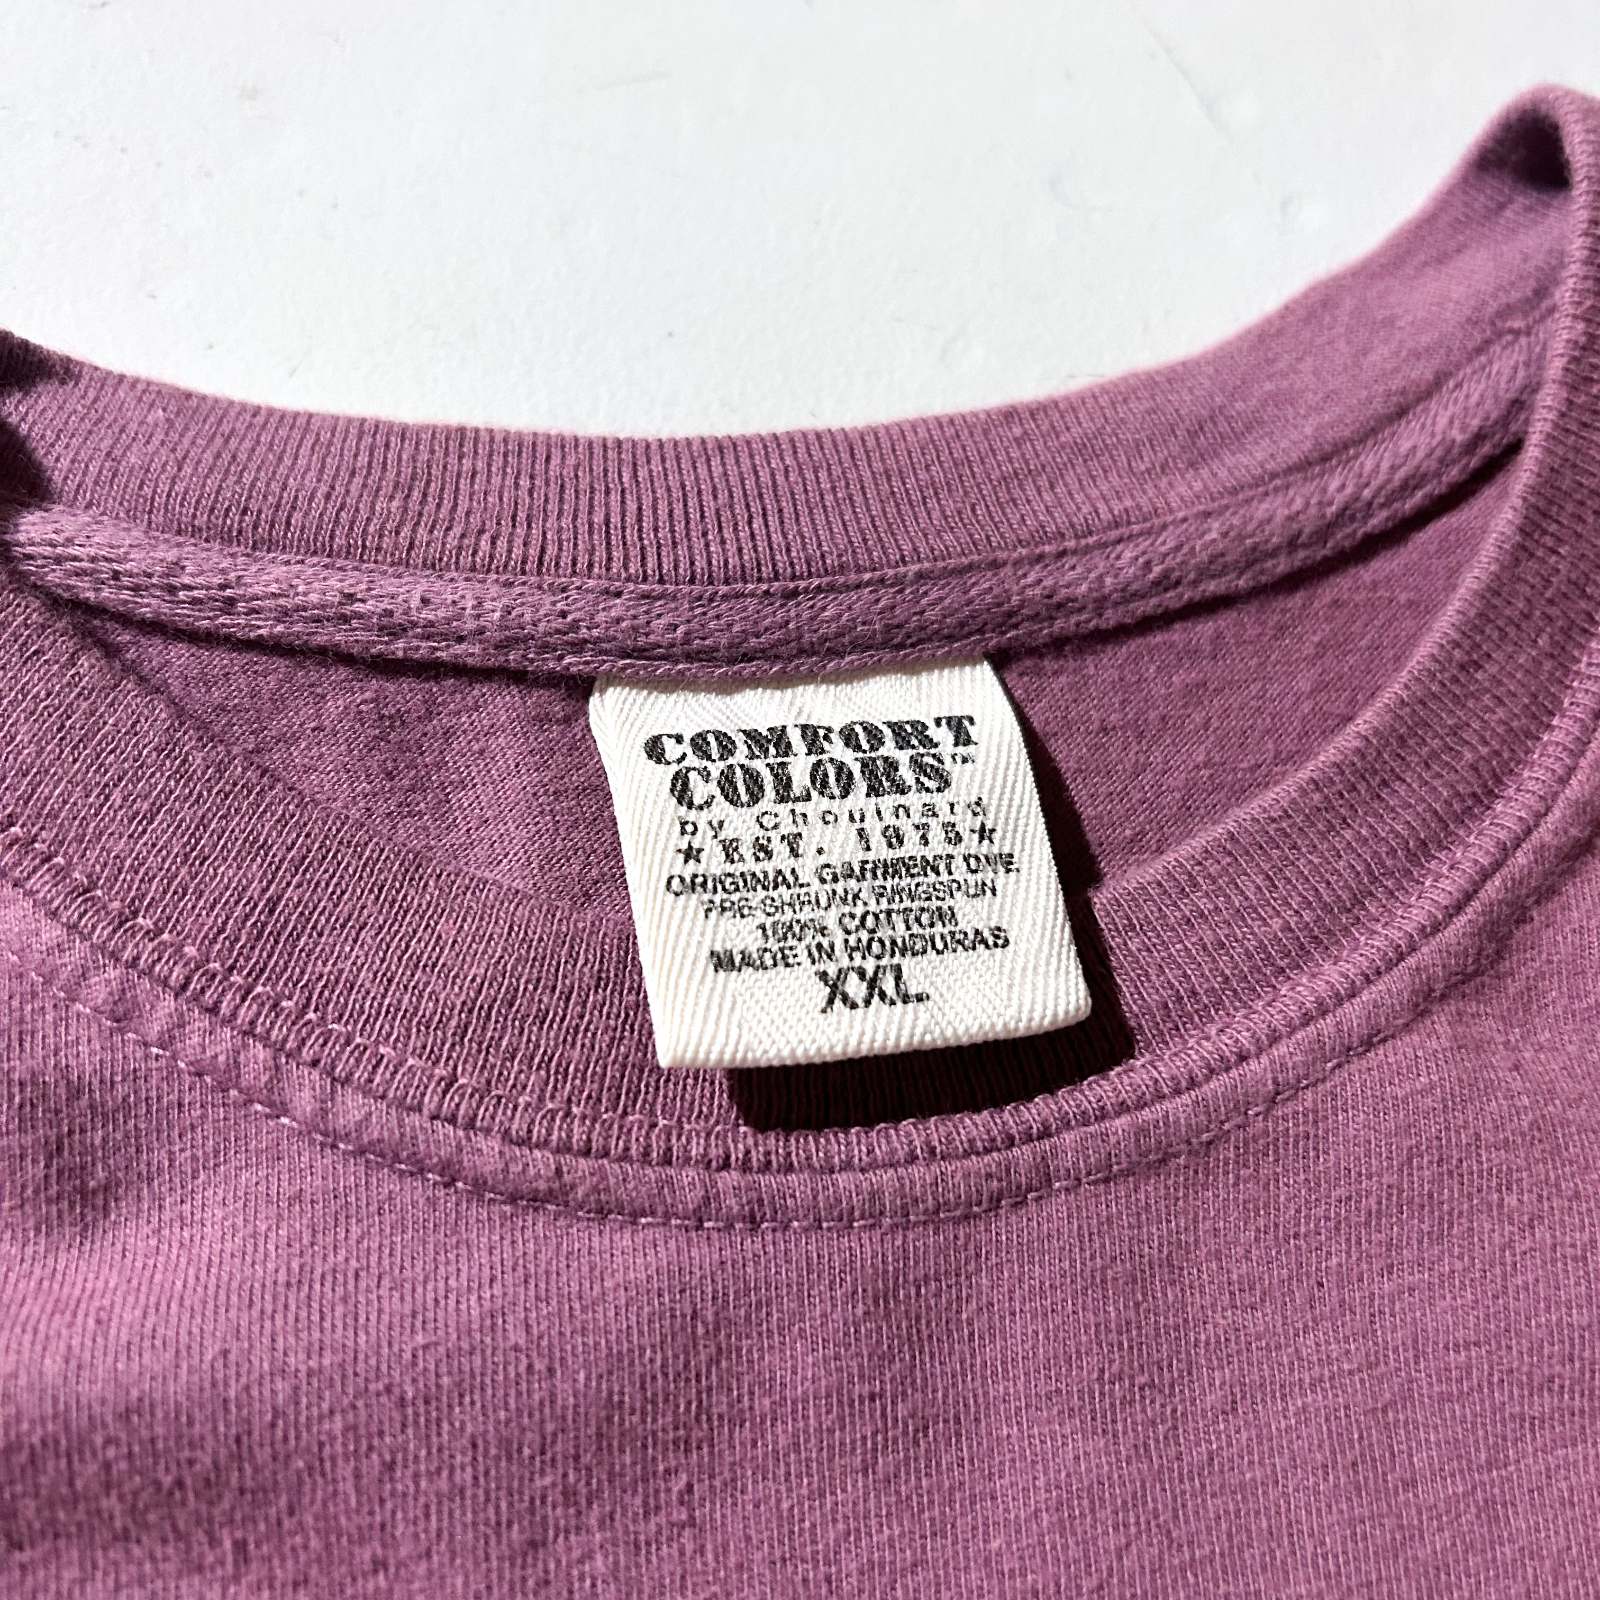 COMFORT
COLORS™
by Chouinard
★ EST. 1975 ★
ORIGINAL GARMENT DYE
PRE-SHRUNK RINGSPUN
100% COTTON
MADE IN HONDURAS
XXL